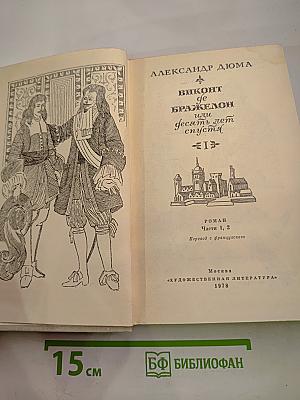 АЛЕКСАНДР ДЮМА
ВИКОНТ
де
БРАЖЕЛОН
или
десять лет
спустя
I
РОМАН
Части 1, 2
Перевод с французского
Москва
«ХУДОЖЕСТВЕННАЯ ЛИТЕРАТУРА»
1978
15 см
БФ БИБЛИОФАН